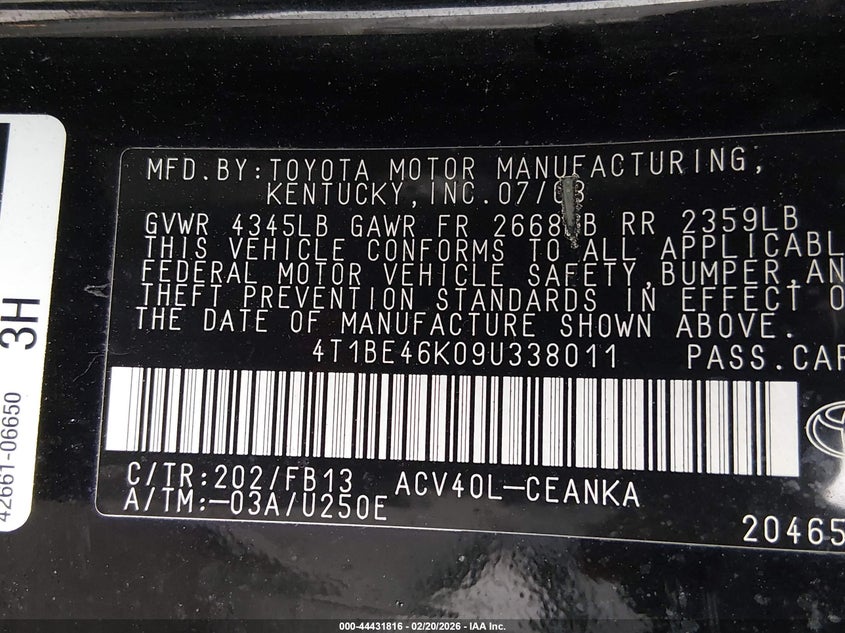 MFD.BY:TOYOTA MOTOR MANUFACTURING,
KENTUCKY,INC.07/08
GVWR 4345LB GAWR FR 2668LB RR 2359LB
THIS VEHICLE CONFORMS TO ALL APPLICABL
FEDERAL MOTOR VEHICLE SAFETY,BUMPER,AN
THEFT PREVENTION STANDARDS IN EFFECT O
THE DATE OF MANUFACTURE SHOWN ABOVE.
4T1BE46K09U338011 PASS.CAR
C/TR:202/FB13 ACV40L-CEANKA
A/TM:-03A/U250E
20465
3H
42661-06650
000-44431816 - 02/20/2026 - IAA Inc.